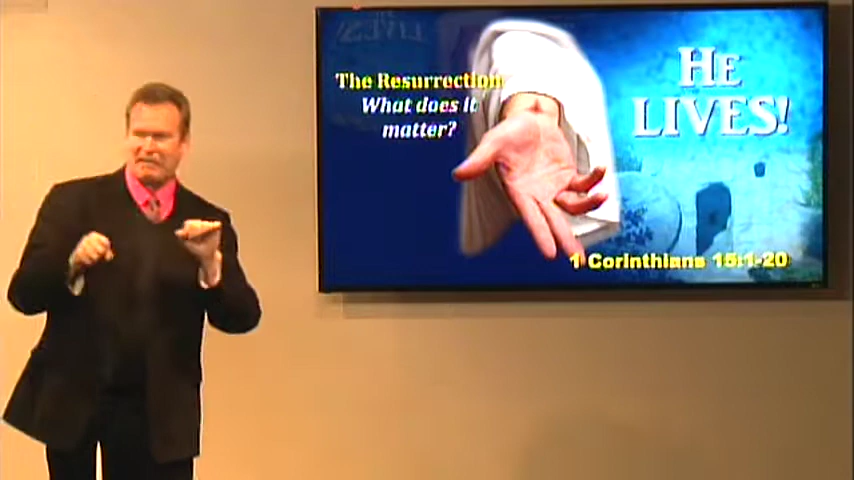 The Resurrection
What does it
matter?
HE
LIVES!
1 Corinthians 15:1-20